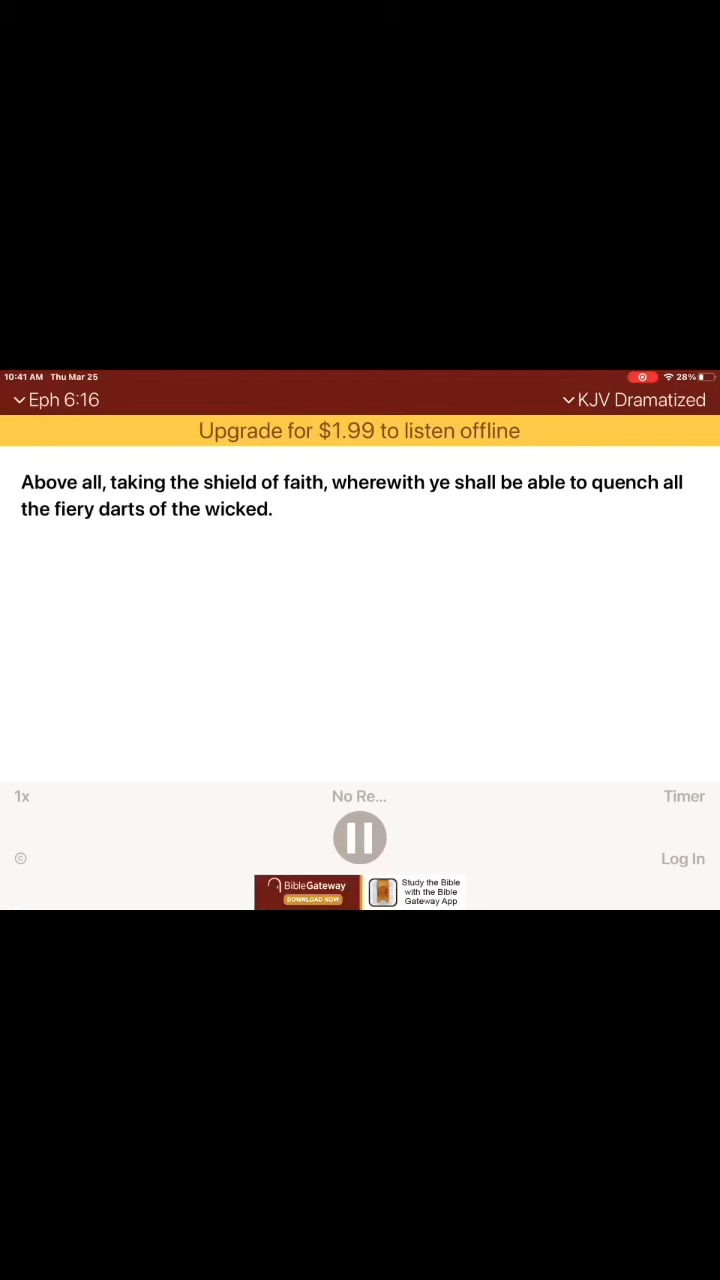 10:41 AM Thu Mar 25 28%
Eph 6:16 KJV Dramatized
Upgrade for $1.99 to listen offline
Above all, taking the shield of faith, wherewith ye shall be able to quench all
the fiery darts of the wicked.
1x No Re... Timer
© Log In
BibleGateway
DOWNLOAD NOW
Study the Bible
with the Bible
Gateway App